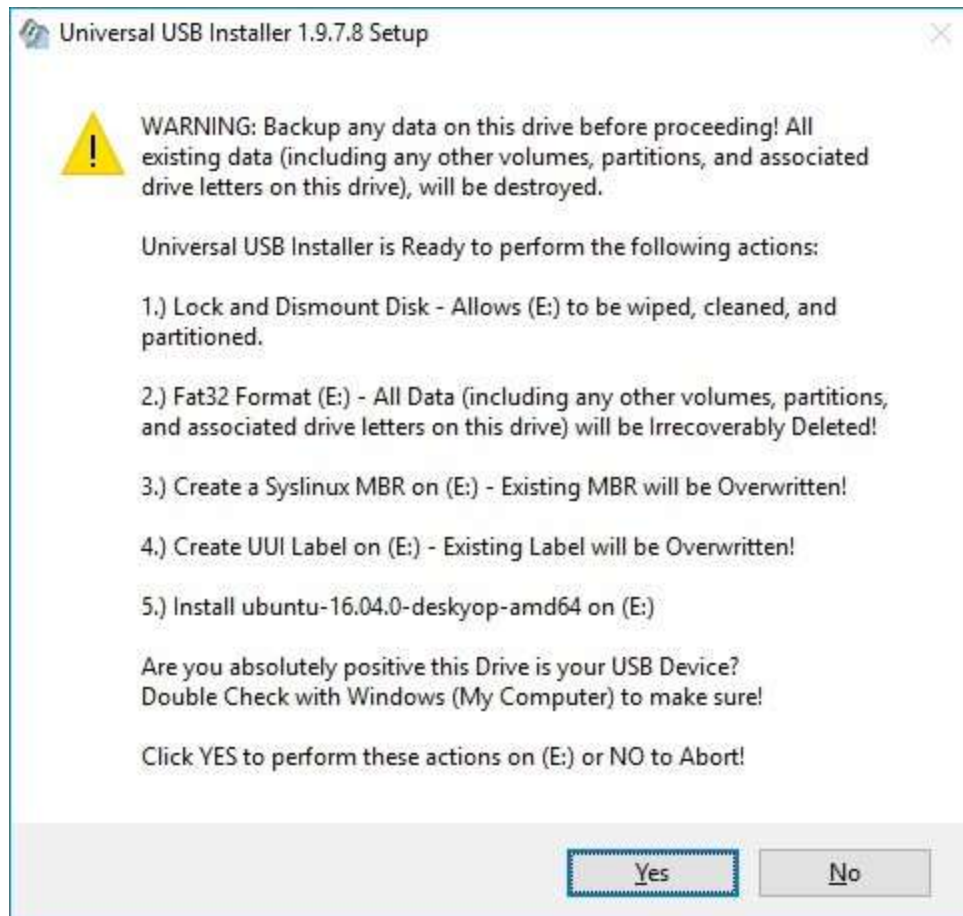 Universal USB Installer 1.9.7.8 Setup
WARNING: Backup any data on this drive before proceeding! All
existing data (including any other volumes, partitions, and associated
drive letters on this drive), will be destroyed.
Universal USB Installer is Ready to perform the following actions:
1.) Lock and Dismount Disk - Allows (E:) to be wiped, cleaned, and
partitioned.
2.) Fat32 Format (E:) - All Data (including any other volumes, partitions,
and associated drive letters on this drive) will be Irrecoverably Deleted!
3.) Create a Syslinux MBR on (E:) - Existing MBR will be Overwritten!
4.) Create UUI Label on (E:) - Existing Label will be Overwritten!
5.) Install ubuntu-16.04.0-deskyop-amd64 on (E:)
Are you absolutely positive this Drive is your USB Device?
Double Check with Windows (My Computer) to make sure!
Click YES to perform these actions on (E:) or NO to Abort!
Yes No